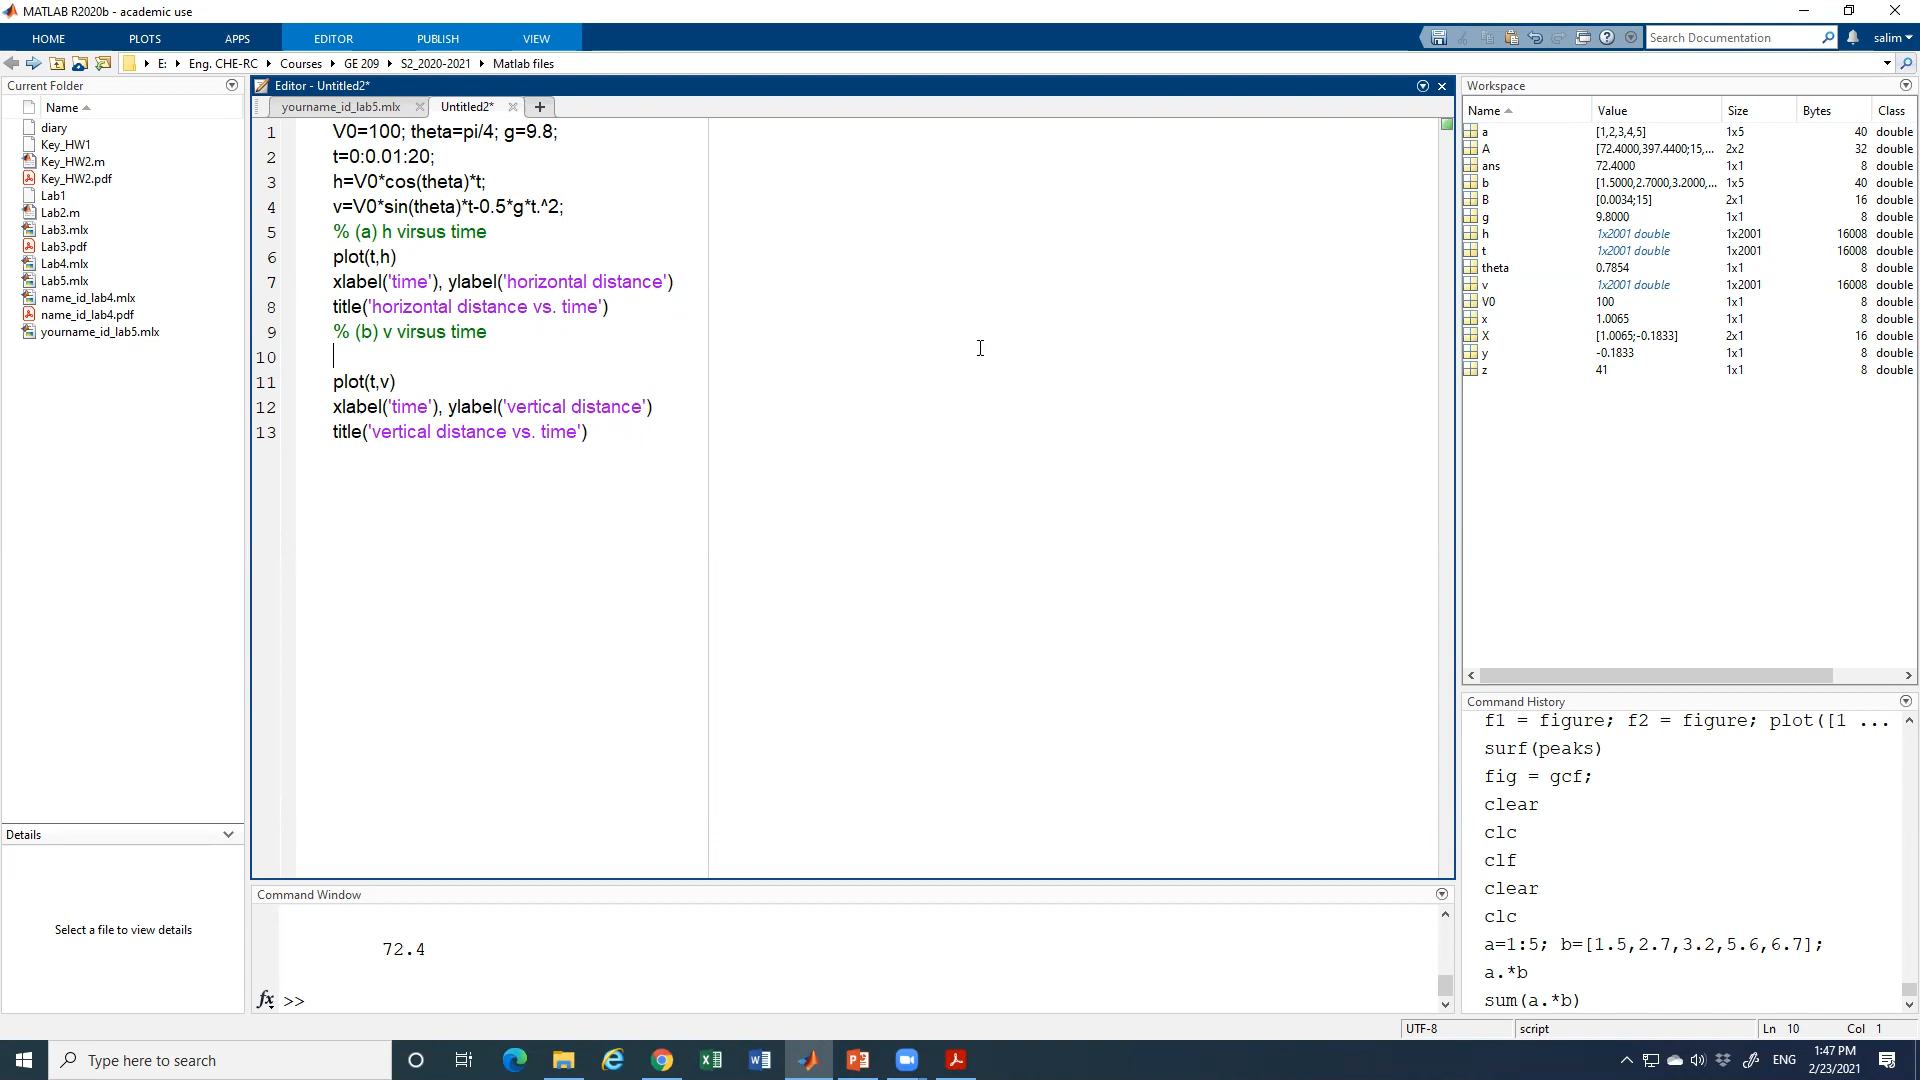 MATLAB R2020b - academic use
HOME PLOTS APPS EDITOR PUBLISH VIEW
Search Documentation
salim
E: Eng. CHE-RC Courses GE 209 S2_2020-2021 Matlab files
Current Folder
Name
diary
Key_HW1
Key_HW2.m
Key_HW2.pdf
Lab1
Lab2.m
Lab3.mlx
Lab3.pdf
Lab4.mlx
Lab5.mlx
name_id_lab4.mlx
name_id_lab4.pdf
yourname_id_lab5.mlx
Details
Select a file to view details
Editor - Untitled2*
yourname_id_lab5.mlx Untitled2*
1 V0=100; theta=pi/4; g=9.8;
2 t=0:0.01:20;
3 h=V0*cos(theta)*t;
4 v=V0*sin(theta)*t-0.5*g*t.^2;
5 % (a) h virsus time
6 plot(t,h)
7 xlabel('time'), ylabel('horizontal distance')
8 title('horizontal distance vs. time')
9 % (b) v virsus time
10
11 plot(t,v)
12 xlabel('time'), ylabel('vertical distance')
13 title('vertical distance vs. time')
Command Window
72.4
fx >>
Workspace
Name Value Size Bytes Class
a [1,2,3,4,5] 1x5 40 double
A [72.4000,397.4400;15,... 2x2 32 double
ans 72.4000 1x1 8 double
b [1.5000,2.7000,3.2000,... 1x5 40 double
B [0.0034;15] 2x1 16 double
g 9.8000 1x1 8 double
h 1x2001 double 1x2001 16008 double
t 1x2001 double 1x2001 16008 double
theta 0.7854 1x1 8 double
v 1x2001 double 1x2001 16008 double
V0 100 1x1 8 double
x 1.0065 1x1 8 double
X [1.0065;-0.1833] 2x1 16 double
y -0.1833 1x1 8 double
z 41 1x1 8 double
Command History
f1 = figure; f2 = figure; plot([1 ...
surf(peaks)
fig = gcf;
clear
clc
clf
clear
clc
a=1:5; b=[1.5,2.7,3.2,5.6,6.7];
a.*b
sum(a.*b)
UTF-8 script Ln 10 Col 1
Type here to search
ENG
1:47 PM
2/23/2021